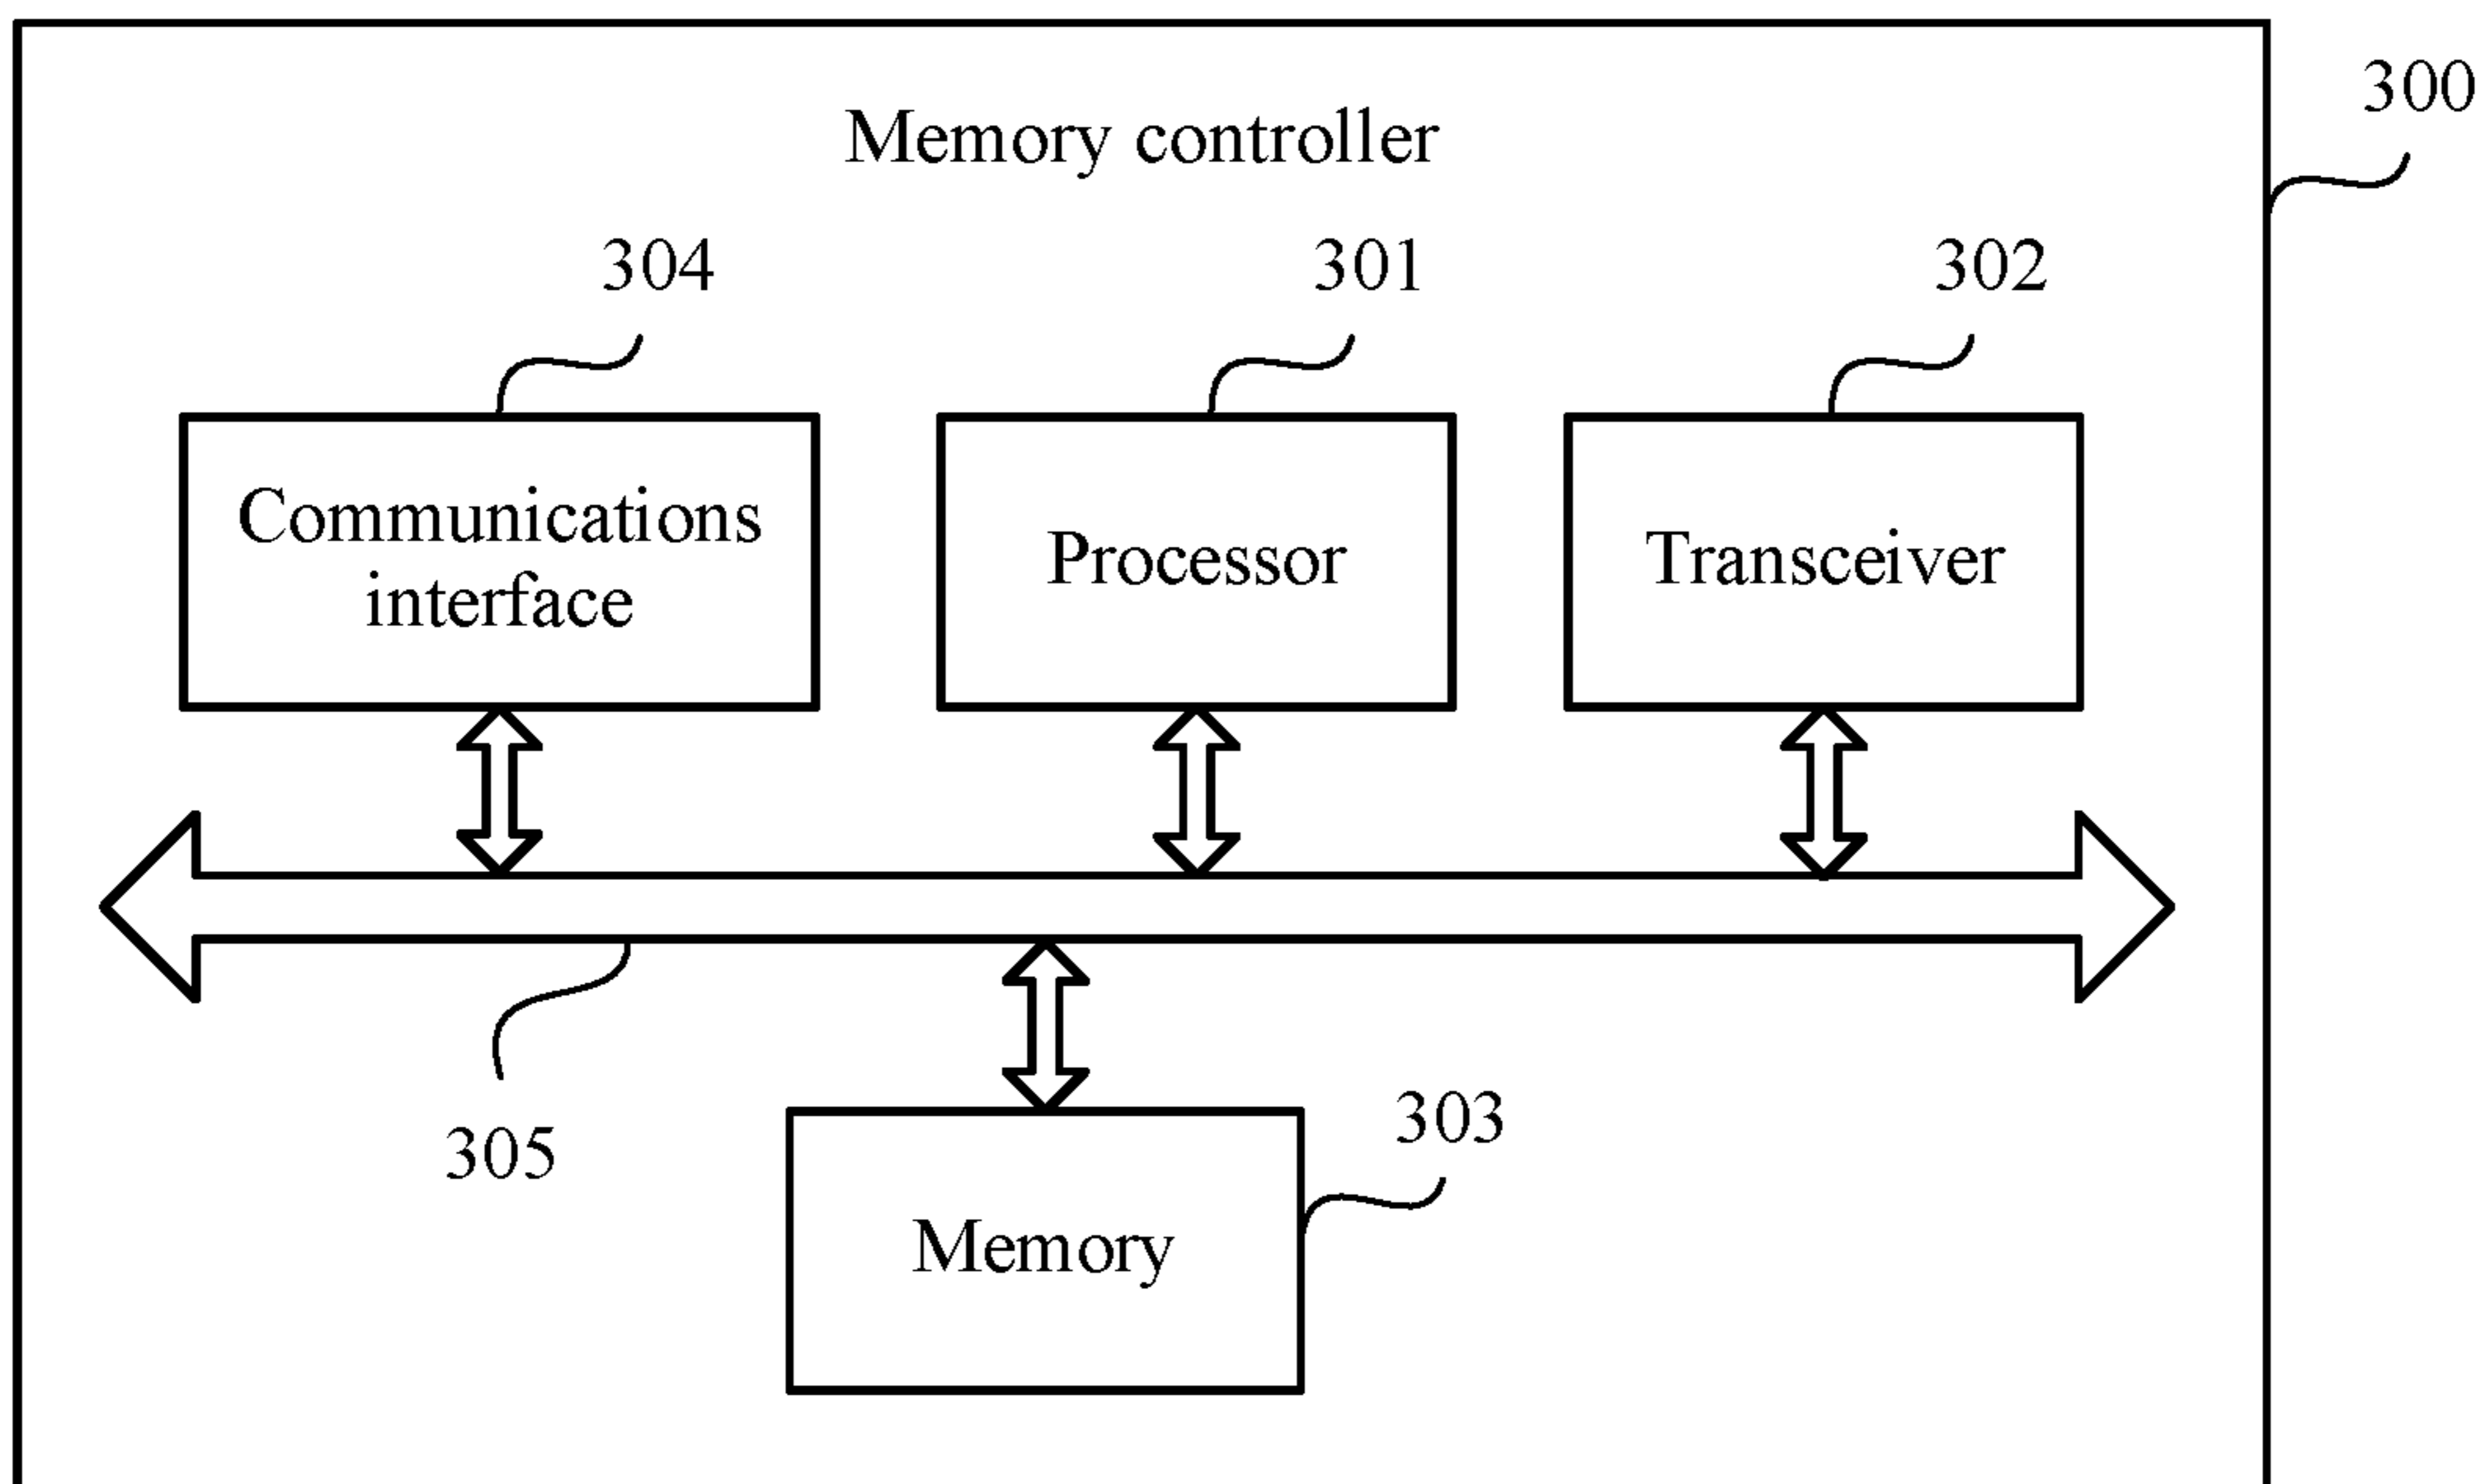 300
Memory controller
304
301
302
Communications
interface
Processor
Transceiver
305
303
Memory